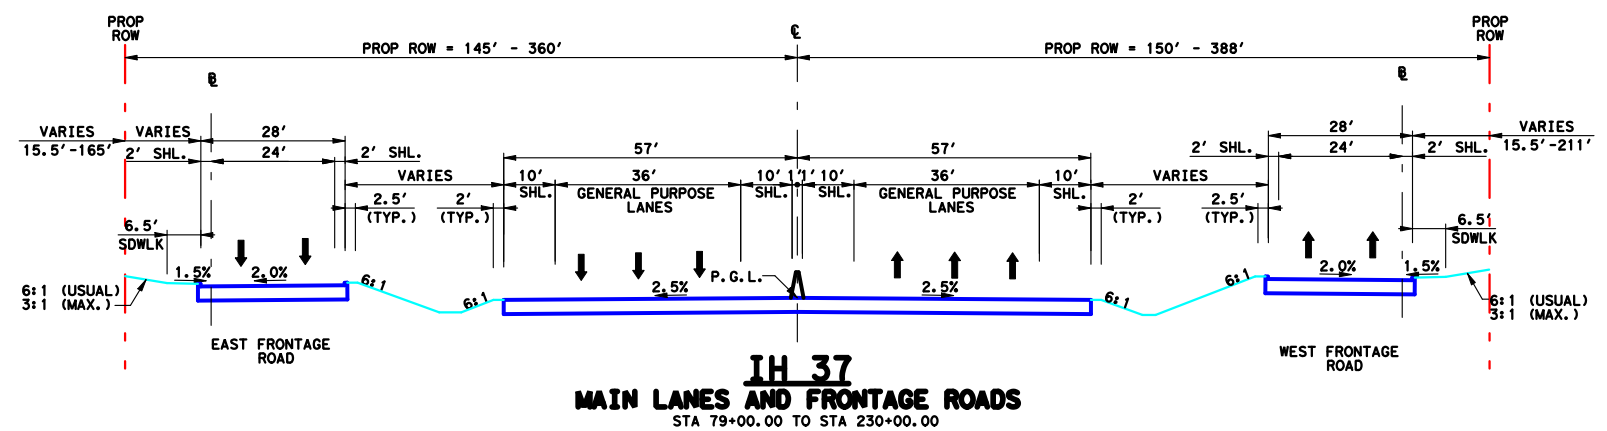 PROP
ROW
PROP ROW = 145' - 360'
℄
PROP ROW = 150' - 388'
PROP
ROW
VARIES
15.5'-165'
VARIES
28'
2' SHL.
24'
2' SHL.
VARIES
2.5'
(TYP.)
2'
(TYP.)
57'
57'
10'
SHL.
36'
GENERAL PURPOSE
LANES
10'
SHL.
1'
1'
10'
SHL.
36'
GENERAL PURPOSE
LANES
10'
SHL.
2'
(TYP.)
VARIES
2.5'
(TYP.)
28'
2' SHL.
24'
2' SHL.
VARIES
15.5'-211'
6.5'
SDWLK
6.5'
SDWLK
1.5%
2.0%
6:1
6:1
P.G.L.
2.5%
2.5%
6:1
6:1
2.0%
1.5%
6:1 (USUAL)
3:1 (MAX.)
6:1 (USUAL)
3:1 (MAX.)
EAST FRONTAGE
ROAD
WEST FRONTAGE
ROAD
IH 37
MAIN LANES AND FRONTAGE ROADS
STA 79+00.00 TO STA 230+00.00